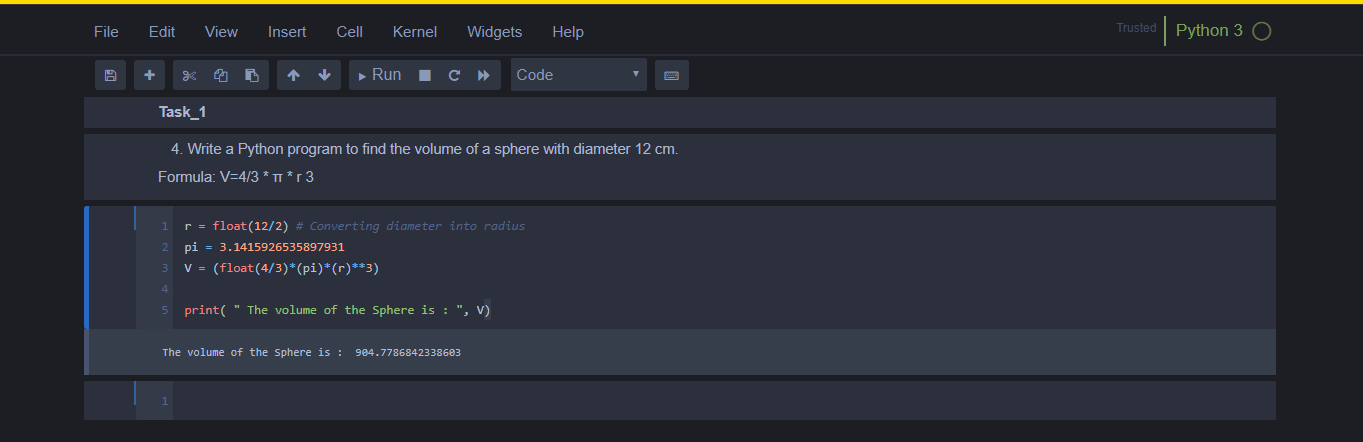 File Edit View Insert Cell Kernel Widgets Help Trusted Python 3
Run Code
Task_1
4. Write a Python program to find the volume of a sphere with diameter 12 cm.
Formula: V=4/3 * π * r 3
1 r = float(12/2) # Converting diameter into radius
2 pi = 3.1415926535897931
3 V = (float(4/3)*(pi)*(r)**3)
4
5 print( " The volume of the Sphere is : ", V)
The volume of the Sphere is :  904.7786842338603
1